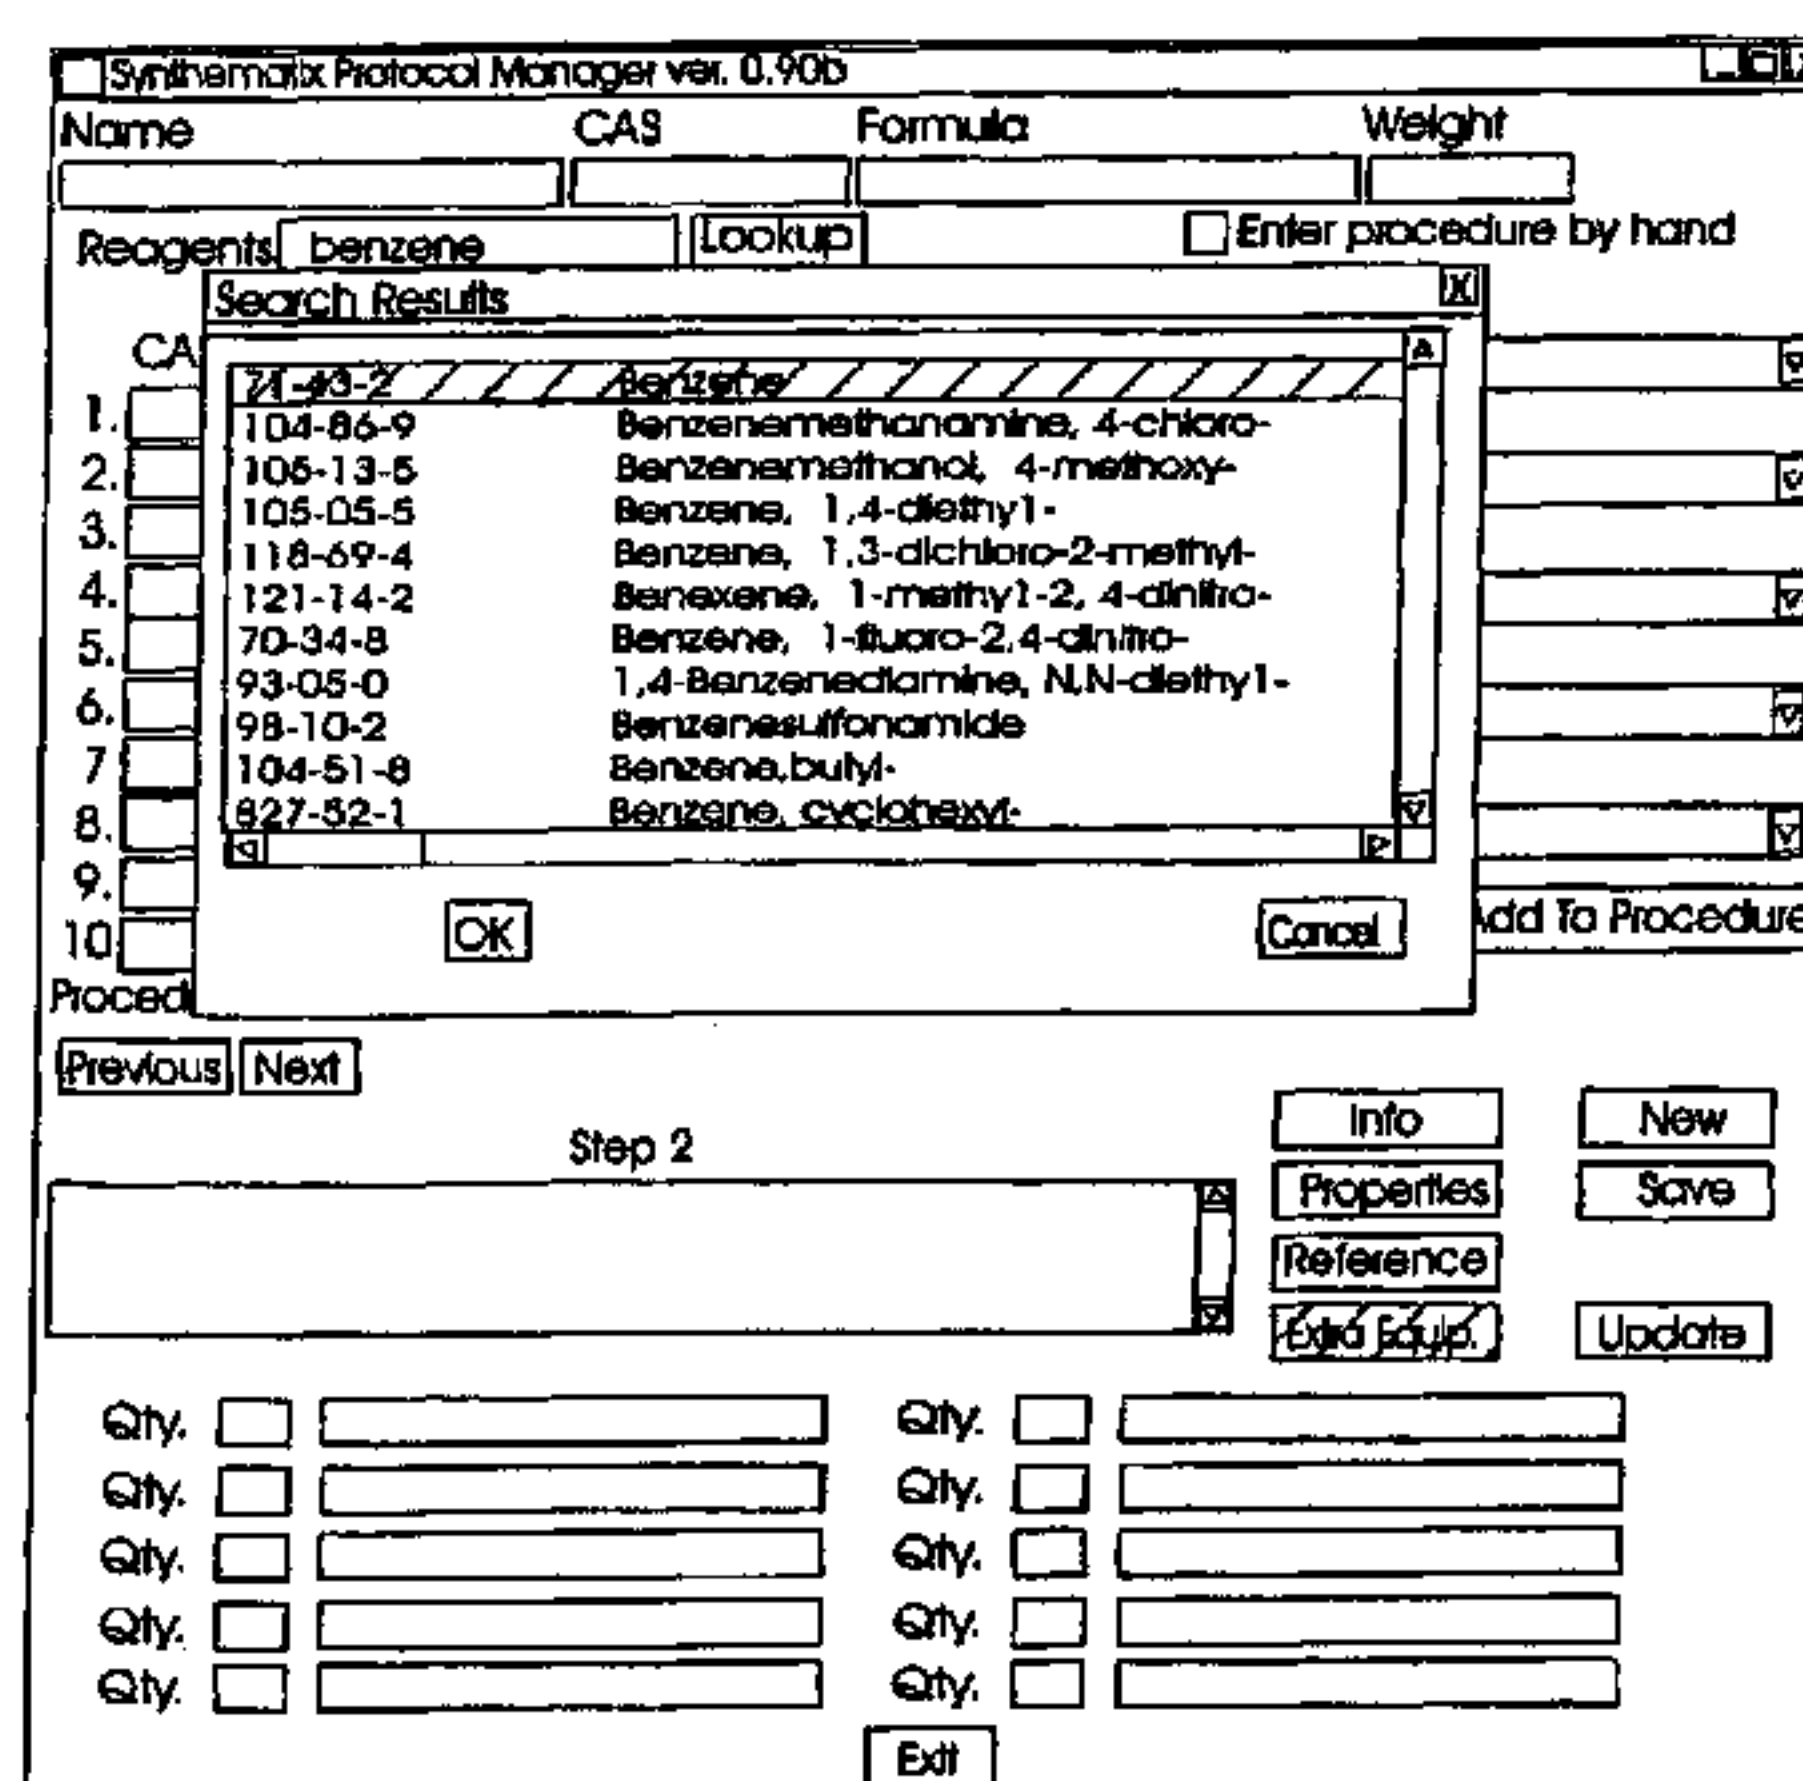 Synthematix Protocol Manager ver. 0.90b
Name CAS Formula Weight
Reagents benzene Lookup Enter procedure by hand
Search Results X
CA
71-43-2 Benzene
104-86-9 Benzenemethanamine, 4-chloro-
105-13-5 Benzenemethanol, 4-methoxy-
105-05-5 Benzene, 1,4-diethy1-
118-69-4 Benzene, 1,3-dichloro-2-methyl-
121-14-2 Benexene, 1-methy1-2, 4-dinitro-
70-34-8 Benzene, 1-fluoro-2,4-dinitro-
93-05-0 1,4-Benzenediamine, N,N-diethy1-
98-10-2 Benzenesulfonamide
104-51-8 Benzene,butyl-
827-52-1 Benzene, cyclohexyl-
1.
2.
3.
4.
5.
6.
7
8.
9.
10
OK Cancel
Add To Procedure
Proced
Previous Next
Info New
Step 2
Properties Save
Reference
Extra Equip. Update
Qty. Qty.
Qty. Qty.
Qty. Qty.
Qty. Qty.
Qty. Qty.
Exit